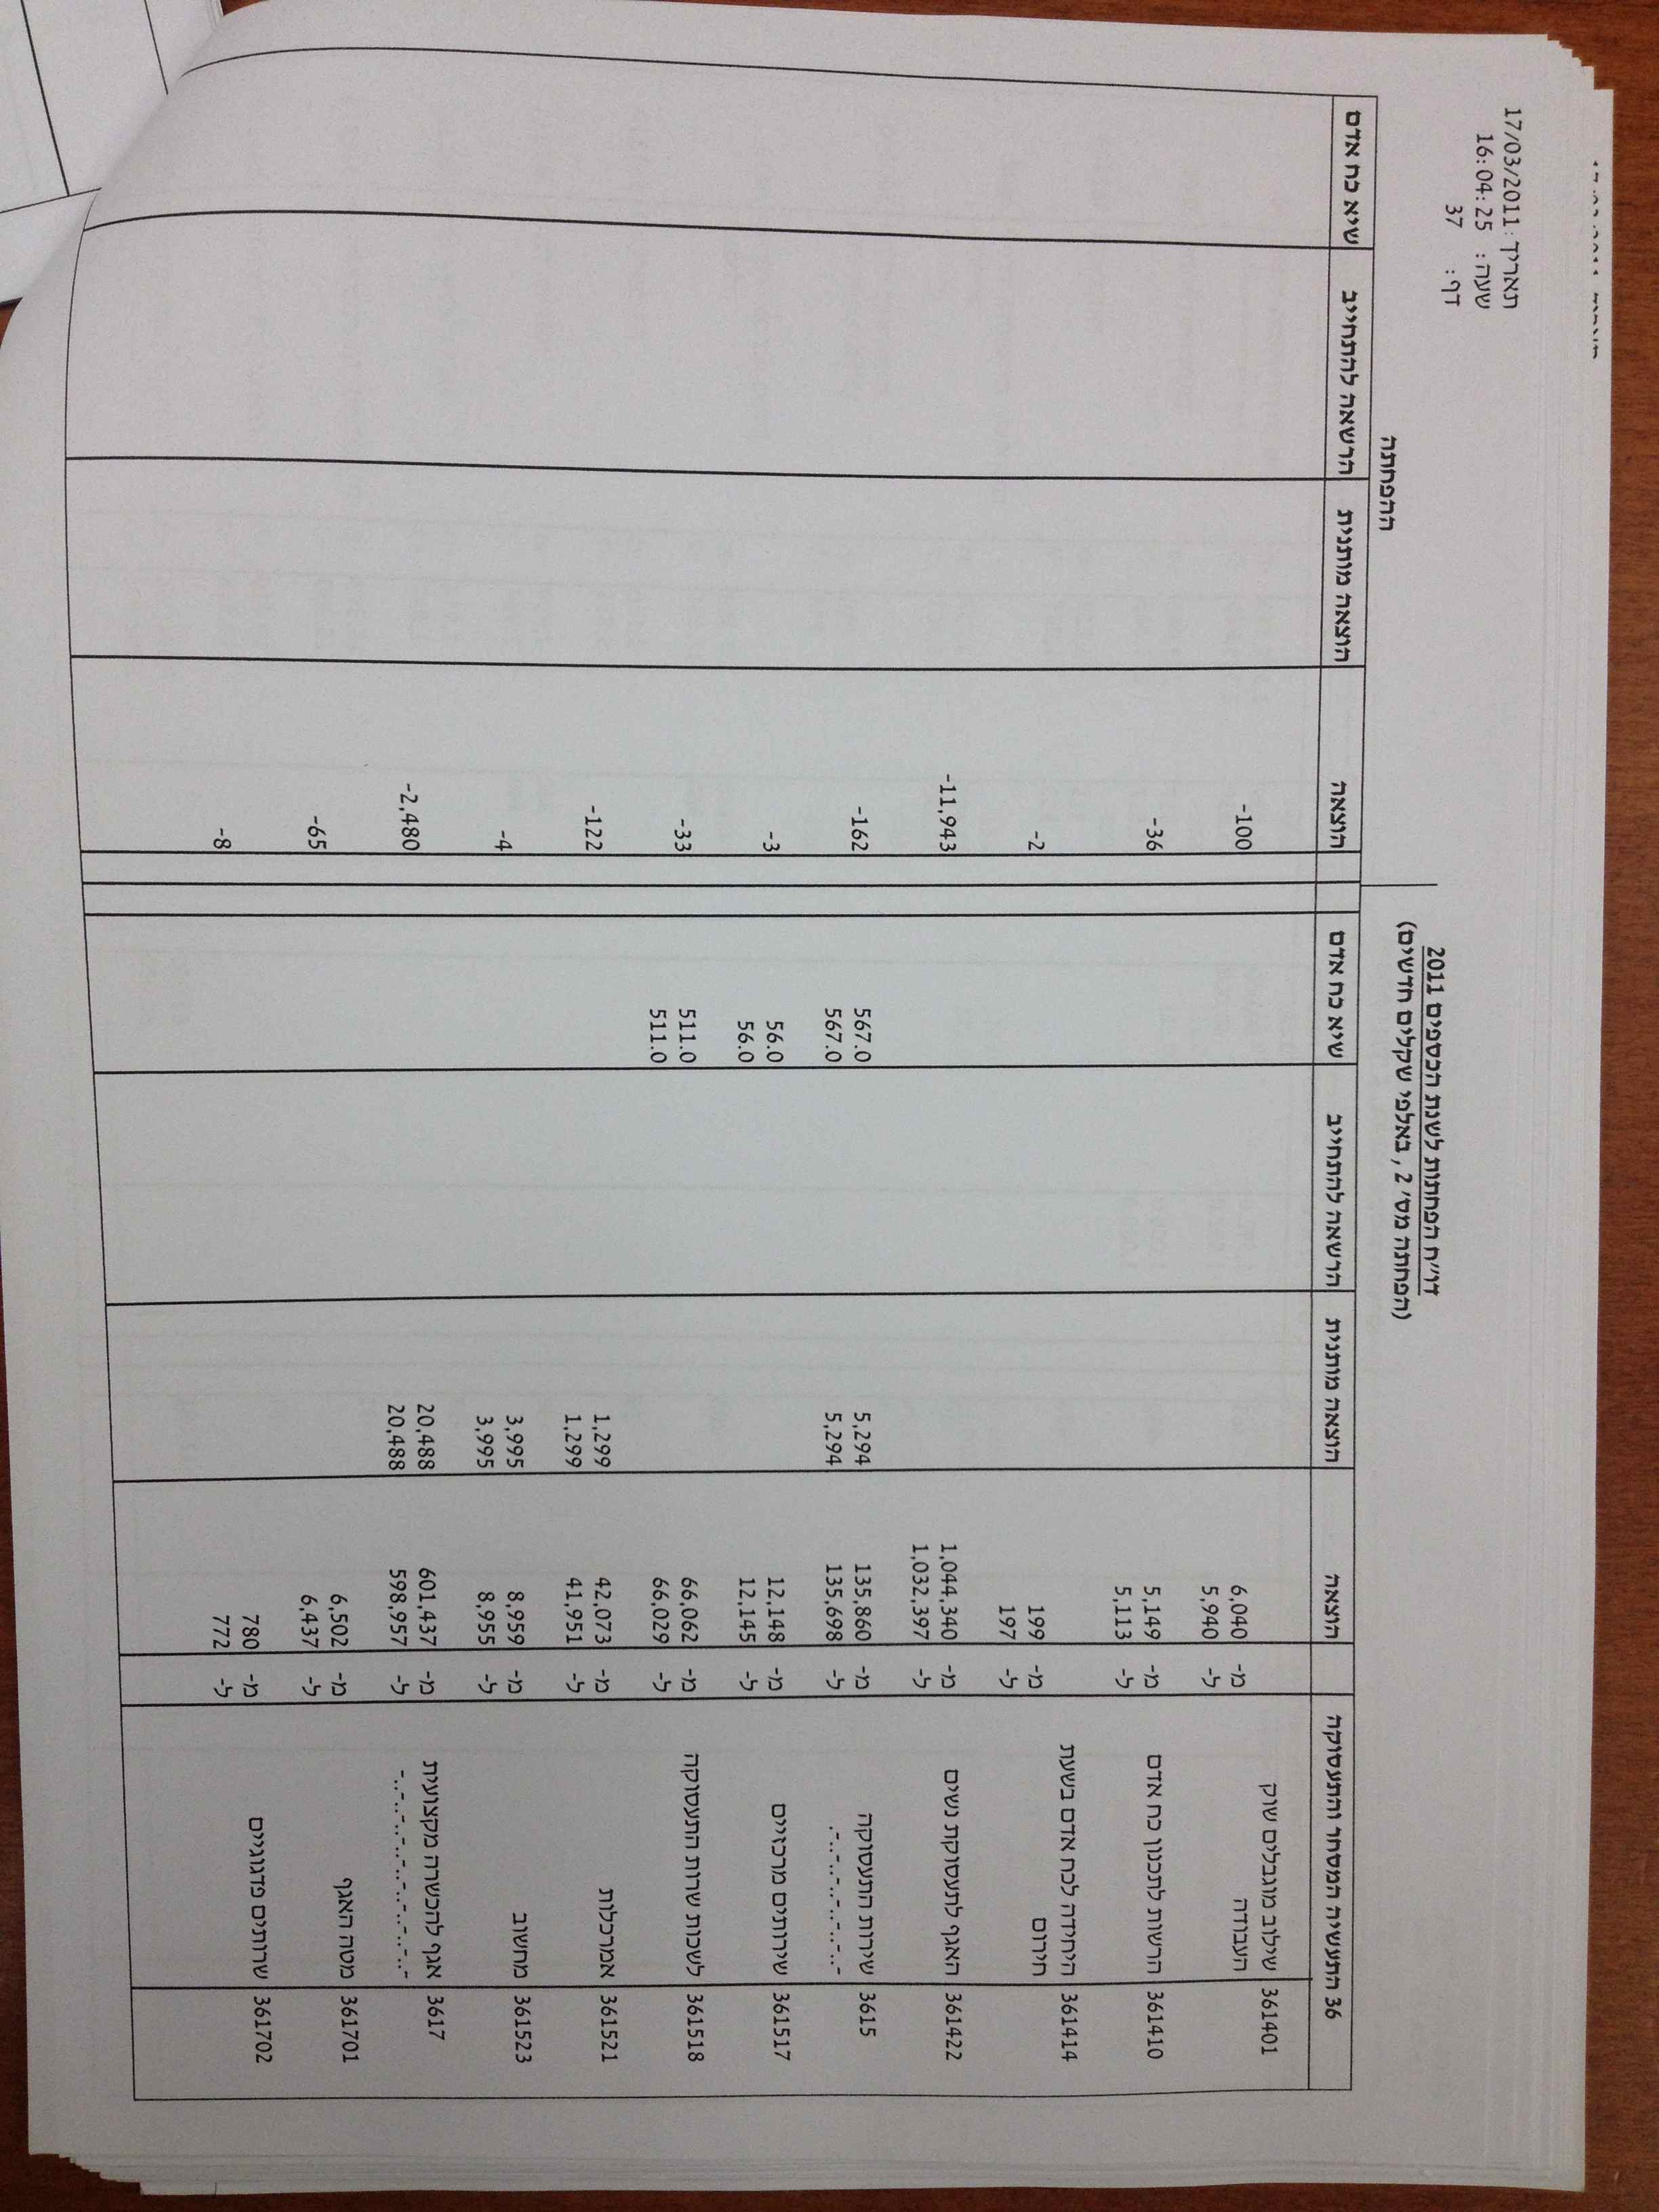 תאריך: 17/03/2011
שעה: 16:04:25
דף: 37
דו״ח הפחתות לשנת הכספים 2011
(הפחתה מס׳ 2, באלפי שקלים חדשים)
ההפחתה
36 התעשיה המסחר והתעסוקה הוצאה הוצאה מותנית הרשאה להתחייב שיא כח אדם הוצאה הוצאה מותנית הרשאה להתחייב שיא כח אדם
361401 שילוב מוגבלים שוק
העבודה מ- 6,040 -100
ל- 5,940
361410 הרשות לתכנון כח אדם מ- 5,149 -36
ל- 5,113
361414 היחידה לכח אדם בשעת
חירום מ- 199 -2
ל- 197
361422 האגף לתעסוקת נשים מ- 1,044,340 -11,943
ל- 1,032,397
3615 שירות התעסוקה מ- 135,860 5,294 567.0 -162
-..-..-..-..-..-..-. ל- 135,698 5,294 567.0
361517 שירותים מרכזיים מ- 12,148 56.0 -3
ל- 12,145 56.0
361518 לשכות שרות התעסוקה מ- 66,062 511.0 -33
ל- 66,029 511.0
361521 אמרכלות מ- 42,073 1,299 -122
ל- 41,951 1,299
361523 מחשוב מ- 8,959 3,995 -4
ל- 8,955 3,995
3617 אגף להכשרה מקצועית מ- 601,437 20,488 -2,480
-..-..-..-..-..-..-..-..-..- ל- 598,957 20,488
361701 מטה האגף מ- 6,502 -65
ל- 6,437
361702 שרותים פדגוגיים מ- 780 -8
ל- 772